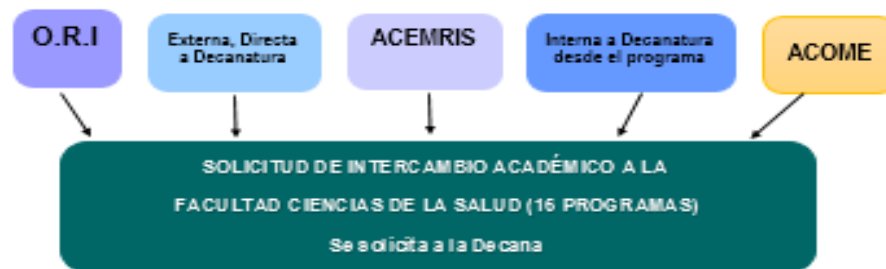 O.R.I
Externa, Directa
a Decanatura
ACEMRIS
Interna a Decanatura
desde el programa
ACOME
SOLICITUD DE INTERCAMBIO ACADÉMICO A LA
FACULTAD CIENCIAS DE LA SALUD (16 PROGRAMAS)
Se solicita a la Decana